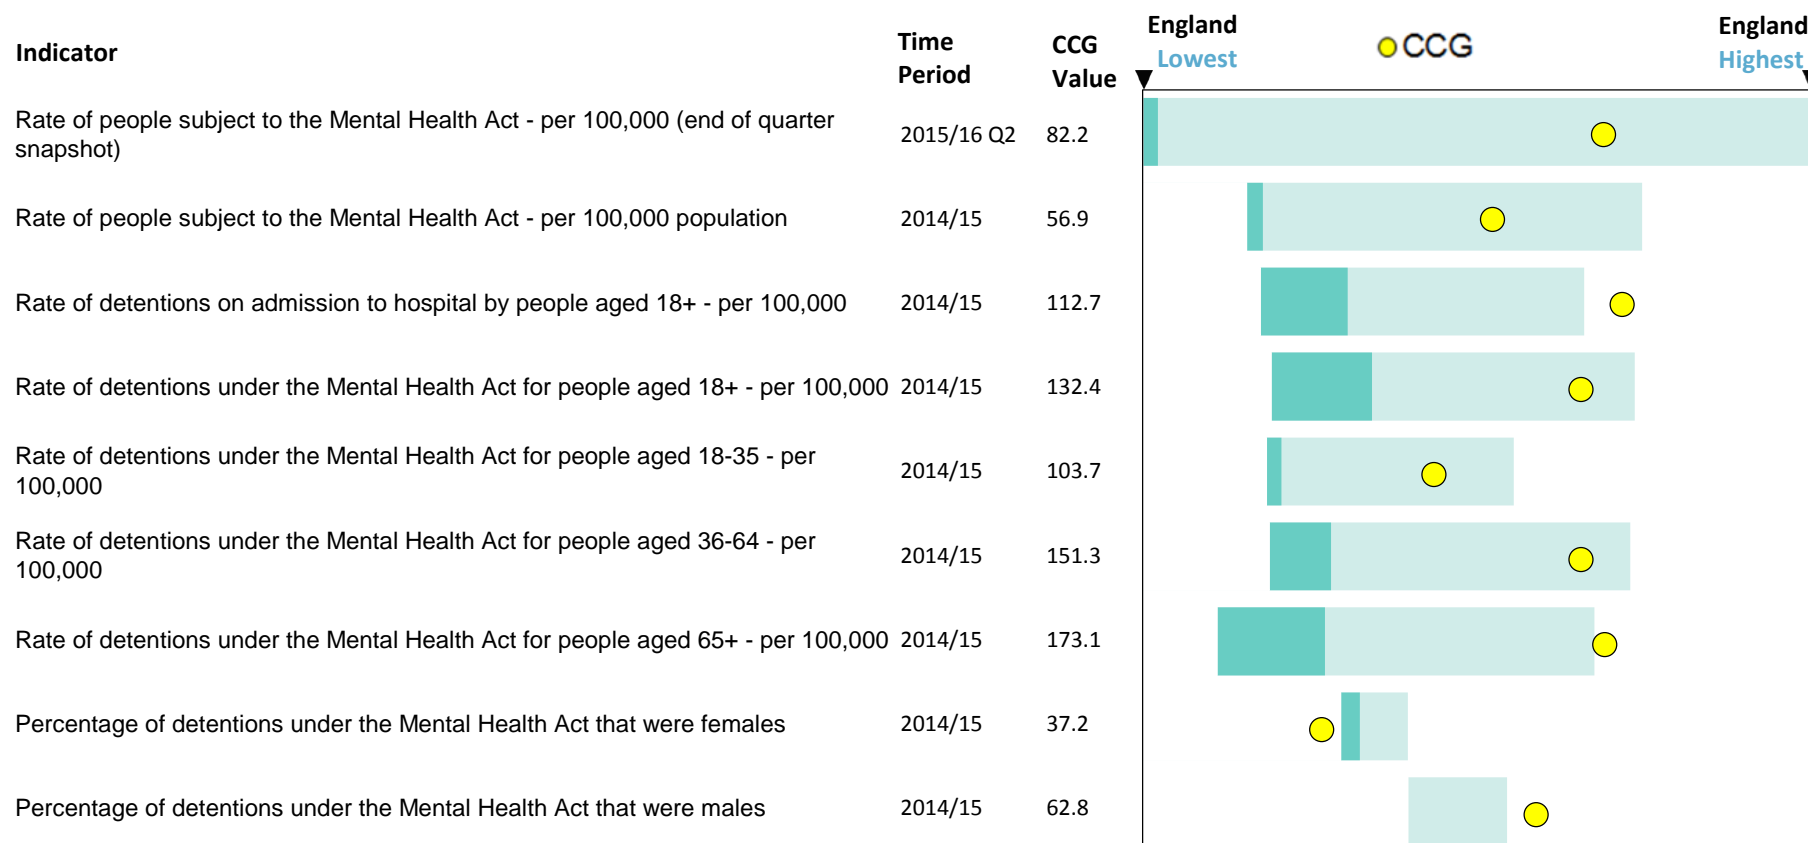 Indicator
Time
Period
CCG
Value
England
Lowest
CCG
England
Highest
Rate of people subject to the Mental Health Act - per 100,000 (end of quarter
snapshot)
2015/16 Q2
82.2
Rate of people subject to the Mental Health Act - per 100,000 population
2014/15
56.9
Rate of detentions on admission to hospital by people aged 18+ - per 100,000
2014/15
112.7
Rate of detentions under the Mental Health Act for people aged 18+ - per 100,000
2014/15
132.4
Rate of detentions under the Mental Health Act for people aged 18-35 - per
100,000
2014/15
103.7
Rate of detentions under the Mental Health Act for people aged 36-64 - per
100,000
2014/15
151.3
Rate of detentions under the Mental Health Act for people aged 65+ - per 100,000
2014/15
173.1
Percentage of detentions under the Mental Health Act that were females
2014/15
37.2
Percentage of detentions under the Mental Health Act that were males
2014/15
62.8